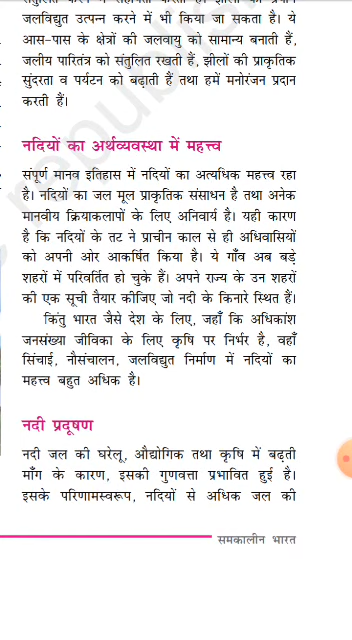 जलविद्युत उत्पन्न करने में भी किया जा सकता है। ये
आस-पास के क्षेत्रों की जलवायु को सामान्य बनाती हैं,
जलीय पारितंत्र को संतुलित रखती हैं, झीलों की प्राकृतिक
सुंदरता व पर्यटन को बढ़ाती हैं तथा हमें मनोरंजन प्रदान
करती हैं।
नदियों का अर्थव्यवस्था में महत्त्व
संपूर्ण मानव इतिहास में नदियों का अत्यधिक महत्त्व रहा
है। नदियों का जल मूल प्राकृतिक संसाधन है तथा अनेक
मानवीय क्रियाकलापों के लिए अनिवार्य है। यही कारण
है कि नदियों के तट ने प्राचीन काल से ही अधिवासियों
को अपनी ओर आकर्षित किया है। ये गाँव अब बड़े
शहरों में परिवर्तित हो चुके हैं। अपने राज्य के उन शहरों
की एक सूची तैयार कीजिए जो नदी के किनारे स्थित हैं।
किंतु भारत जैसे देश के लिए, जहाँ कि अधिकांश
जनसंख्या जीविका के लिए कृषि पर निर्भर है, वहाँ
सिंचाई, नौसंचालन, जलविद्युत निर्माण में नदियों का
महत्त्व बहुत अधिक है।
नदी प्रदूषण
नदी जल की घरेलू, औद्योगिक तथा कृषि में बढ़ती
माँग के कारण, इसकी गुणवत्ता प्रभावित हुई है।
इसके परिणामस्वरूप, नदियों से अधिक जल की
समकालीन भारत